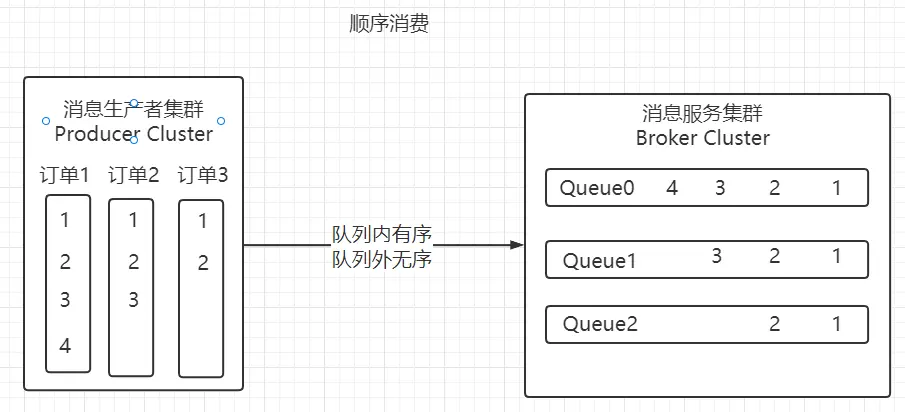 顺序消费
消息生产者集群
Producer Cluster
订单1 订单2 订单3
1 1 1
2 2 2
3 3
4
队列内有序
队列外无序
消息服务集群
Broker Cluster
Queue0 4 3 2 1
Queue1 3 2 1
Queue2 2 1